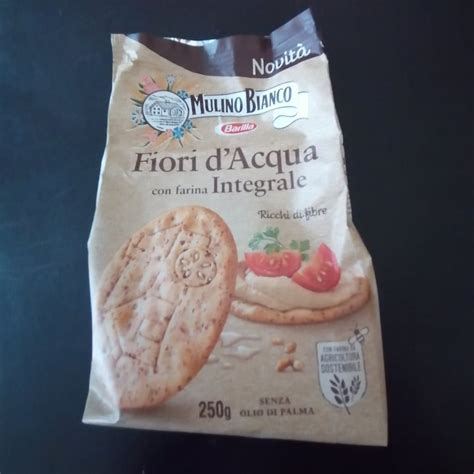 Novità
MULINO BIANCO
Barilla
Fiori d'Acqua
con farina Integrale
Ricchi di fibre
CON FARINA DA
AGRICOLTURA
SOSTENIBILE
250g
SENZA
OLIO DI PALMA